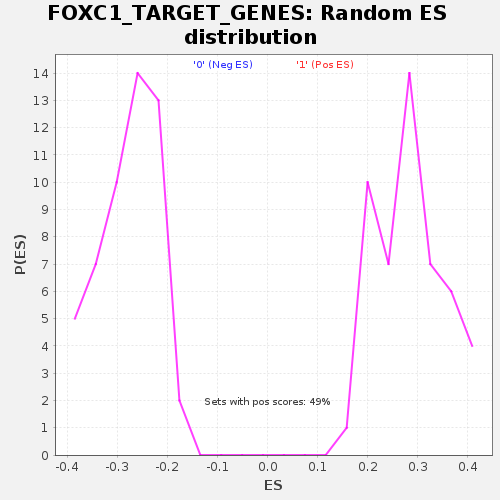 FOXC1_TARGET_GENES: Random ES
distribution
'0' (Neg ES) '1' (Pos ES)
14
13
12
11
10
9
8
7
6
5
4
3
2
1
0
P(ES)
Sets with pos scores: 49%
-0.4 -0.3 -0.2 -0.1 0.0 0.1 0.2 0.3 0.4
ES